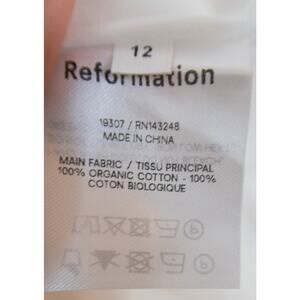 12
Reformation
19307 / RN143248
MADE IN CHINA
MAIN FABRIC / TISSU PRINCIPAL
100% ORGANIC COTTON - 100%
COTON BIOLOGIQUE